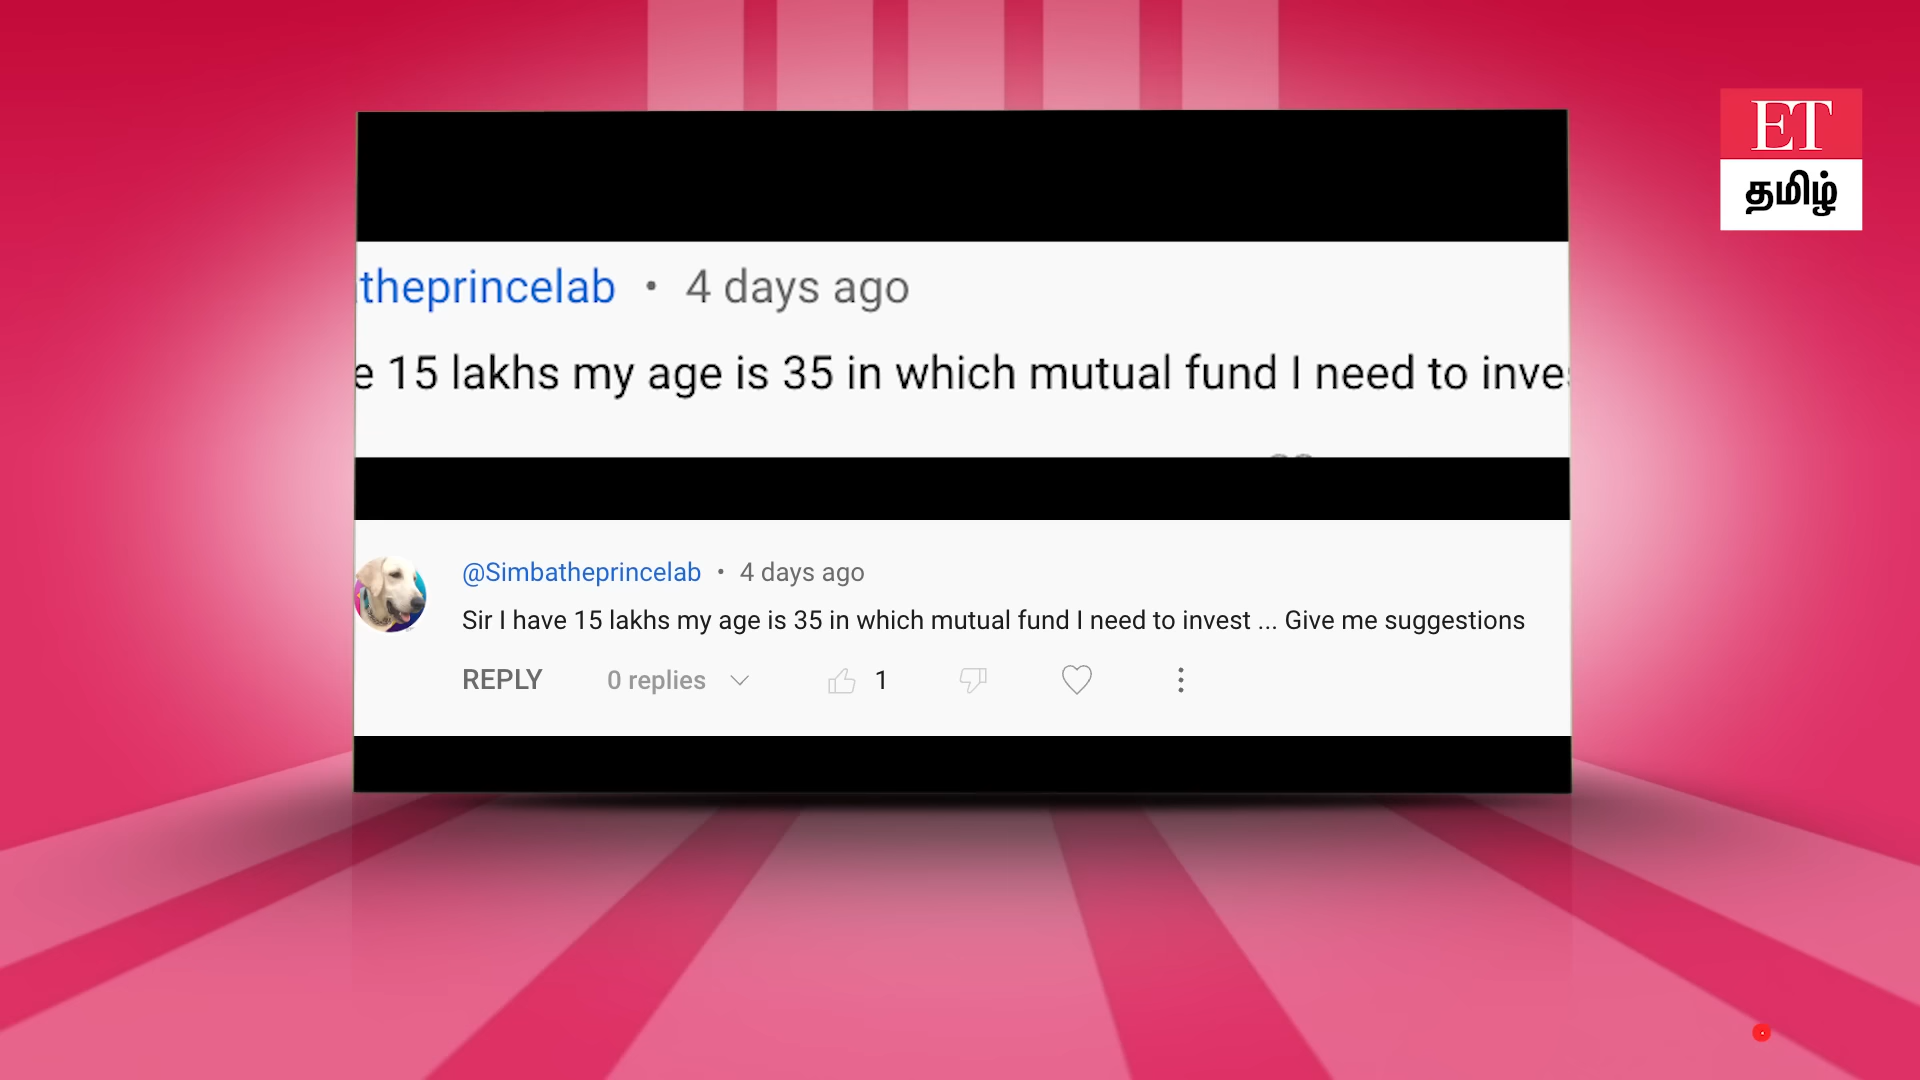 ET
தமிழ்
theprincelab • 4 days ago
e 15 lakhs my age is 35 in which mutual fund I need to inve
@Simbatheprincelab • 4 days ago
Sir I have 15 lakhs my age is 35 in which mutual fund I need to invest ... Give me suggestions
REPLY 0 replies 1